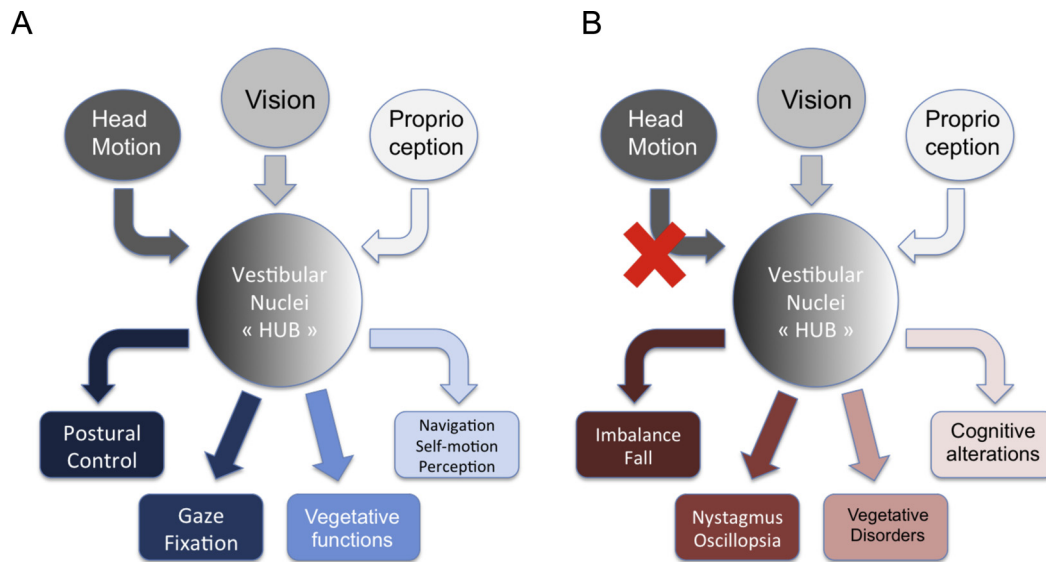 A
Head
Motion
Vision
Proprio
ception
Vestibular
Nuclei
« HUB »
Postural
Control
Gaze
Fixation
Vegetative
functions
Navigation
Self-motion
Perception
B
Head
Motion
Vision
Proprio
ception
Vestibular
Nuclei
« HUB »
Imbalance
Fall
Nystagmus
Oscillopsia
Vegetative
Disorders
Cognitive
alterations